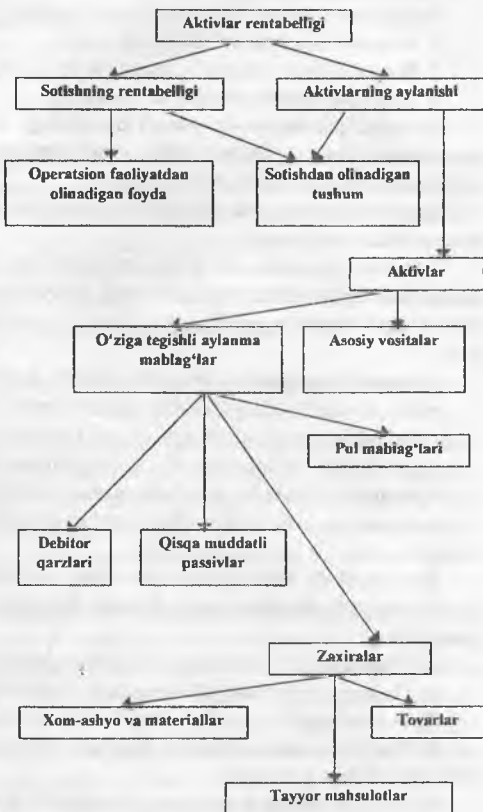 Aktivlar rentabelligi
Sotishning rentabelligi
Aktivlarning aylanishi
Operatsion faoliyatdan
olinadigan foyda
Sotishdan olinadigan
tushum
Aktivlar
O‘ziga tegishli aylanma
mablag‘lar
Asosiy vositalar
Pul mablag‘lari
Debitor
qarzlari
Qisqa muddatli
passivlar
Zaxiralar
Xom-ashyo va materiallar
Tovarlar
Tayyor mahsulotlar